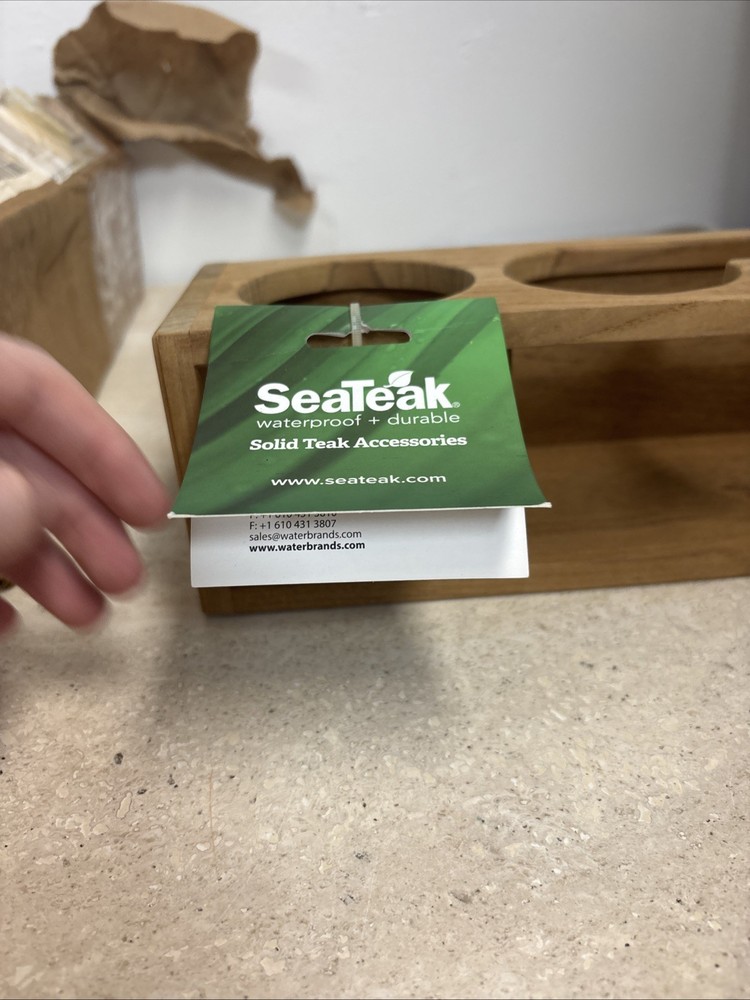 SeaTeak®
waterproof + durable
Solid Teak Accessories
www.seateak.com
F: +1 610 431 3807
sales@waterbrands.com
www.waterbrands.com